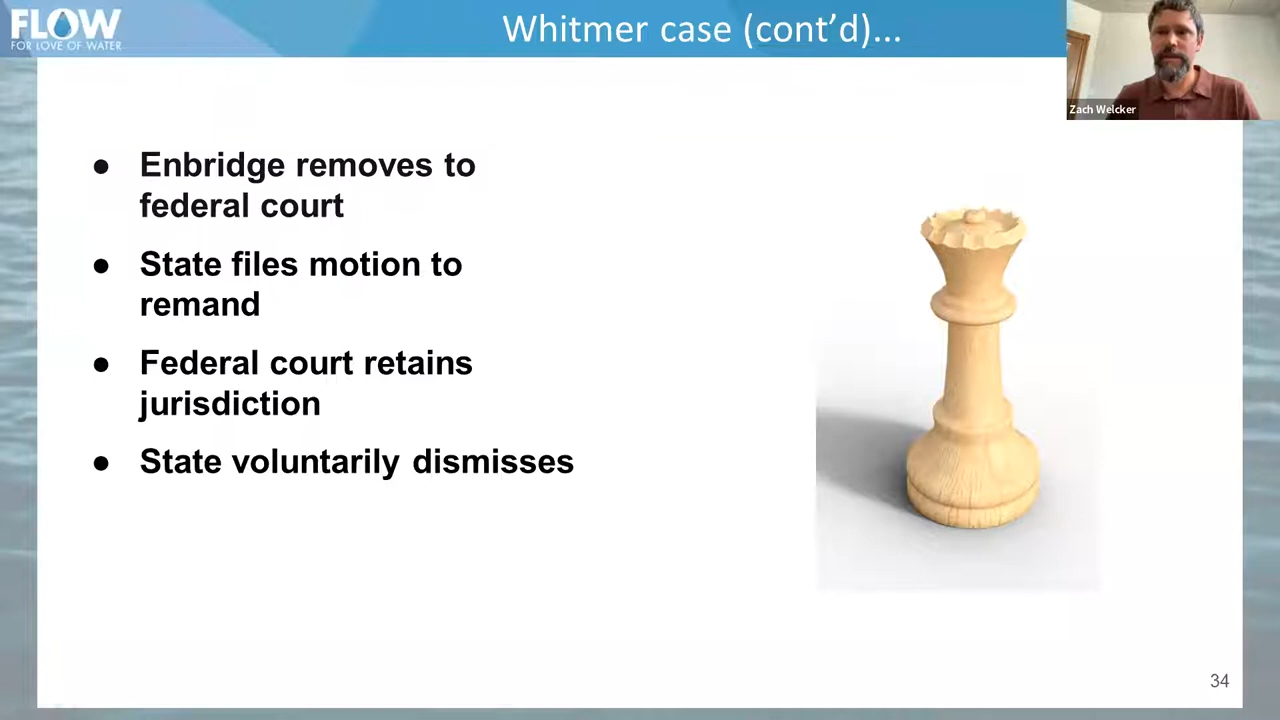 FLOW
FOR LOVE OF WATER
Whitmer case (cont’d)...
Zach Welcker
● Enbridge removes to
federal court
● State files motion to
remand
● Federal court retains
jurisdiction
● State voluntarily dismisses
34